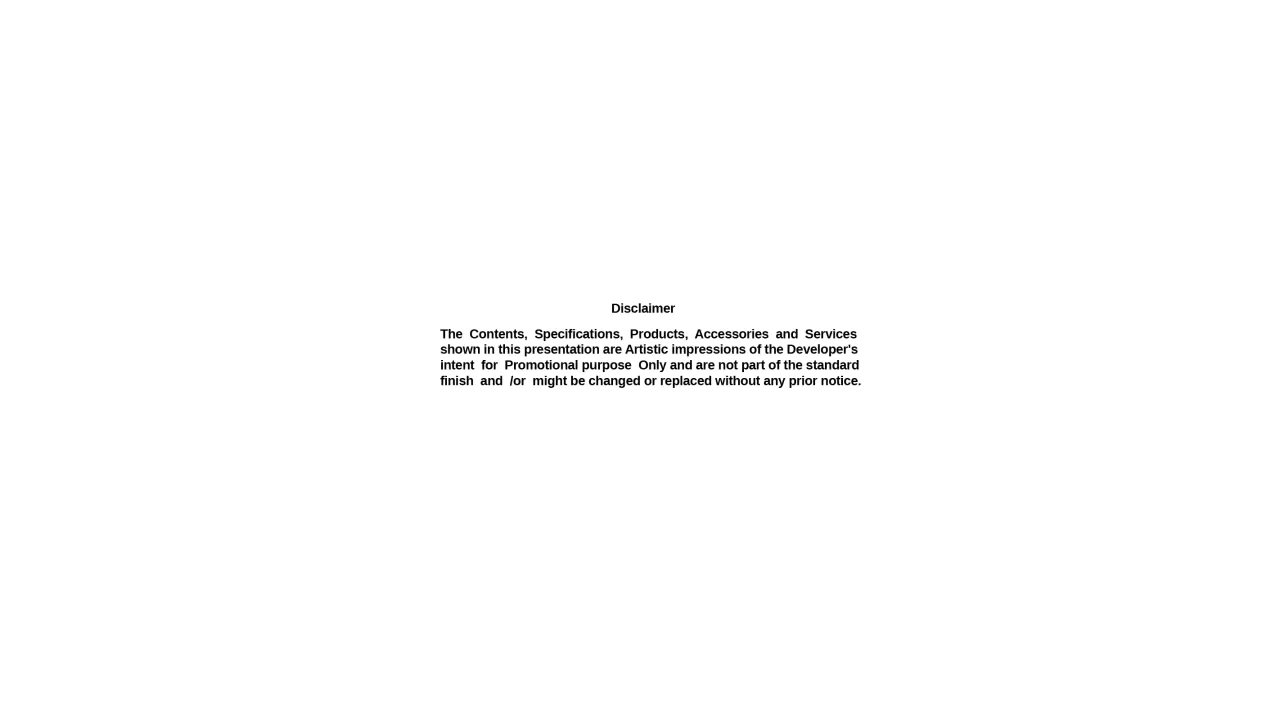 Disclaimer
The Contents, Specifications, Products, Accessories and Services
shown in this presentation are Artistic impressions of the Developer's
intent for Promotional purpose Only and are not part of the standard
finish and /or might be changed or replaced without any prior notice.